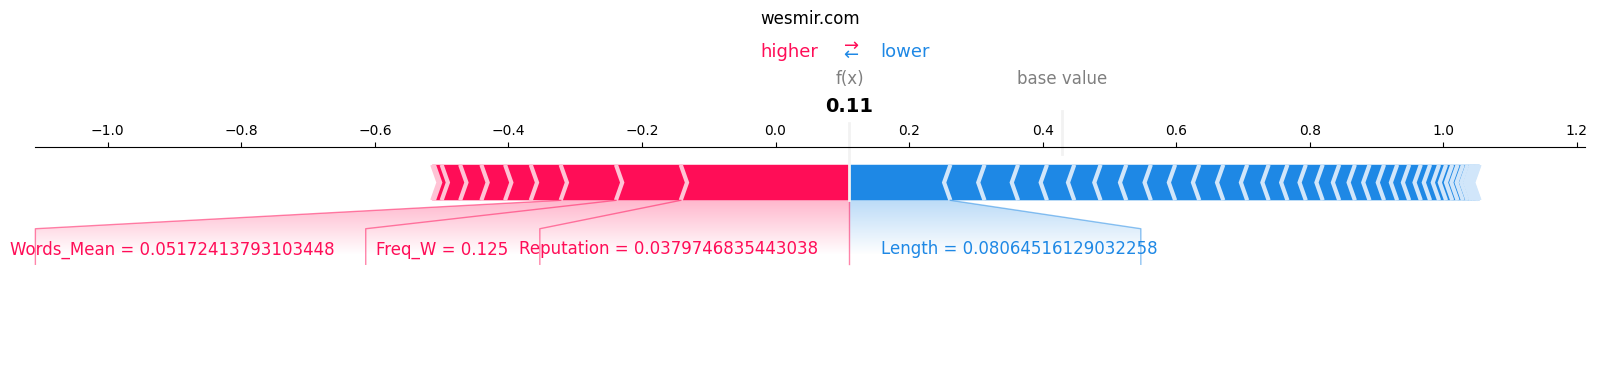 wesmir.com
higher ⇄ lower
f(x) base value
0.11
−1.0 −0.8 −0.6 −0.4 −0.2 0.0 0.2 0.4 0.6 0.8 1.0 1.2
Words_Mean = 0.05172413793103448 Freq_W = 0.125 Reputation = 0.0379746835443038 Length = 0.08064516129032258